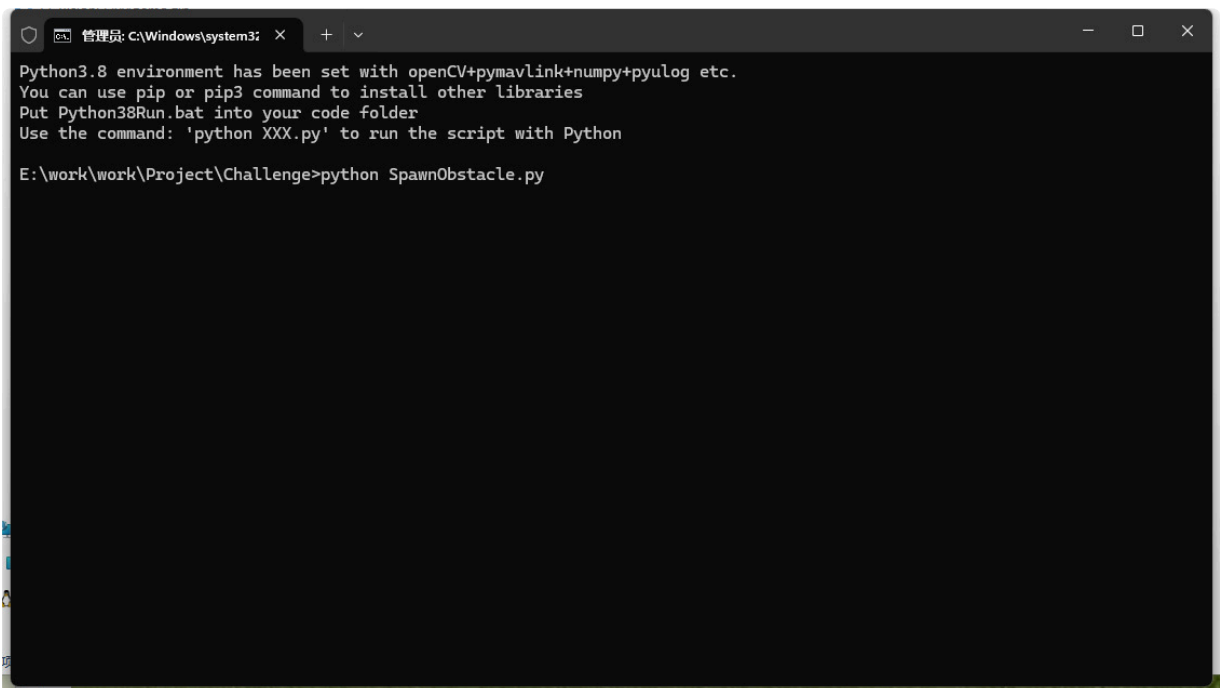 管理员: C:\Windows\system32
Python3.8 environment has been set with openCV+pymavlink+numpy+pyulog etc.
You can use pip or pip3 command to install other libraries
Put Python38Run.bat into your code folder
Use the command: 'python XXX.py' to run the script with Python
E:\work\work\Project\Challenge>python SpawnObstacle.py